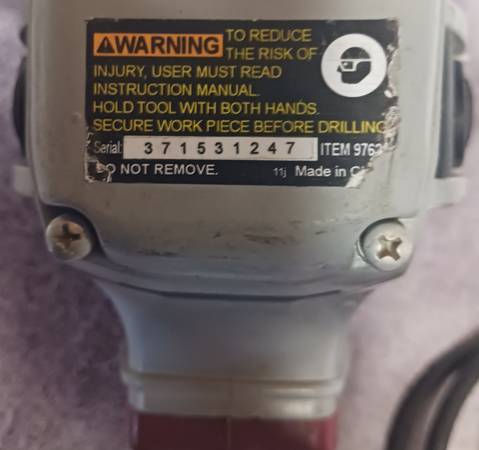 WARNING TO REDUCE
THE RISK OF
INJURY, USER MUST READ
INSTRUCTION MANUAL.
HOLD TOOL WITH BOTH HANDS.
SECURE WORK PIECE BEFORE DRILLING
Serial: 371531247 ITEM
DO NOT REMOVE. 11j Made in